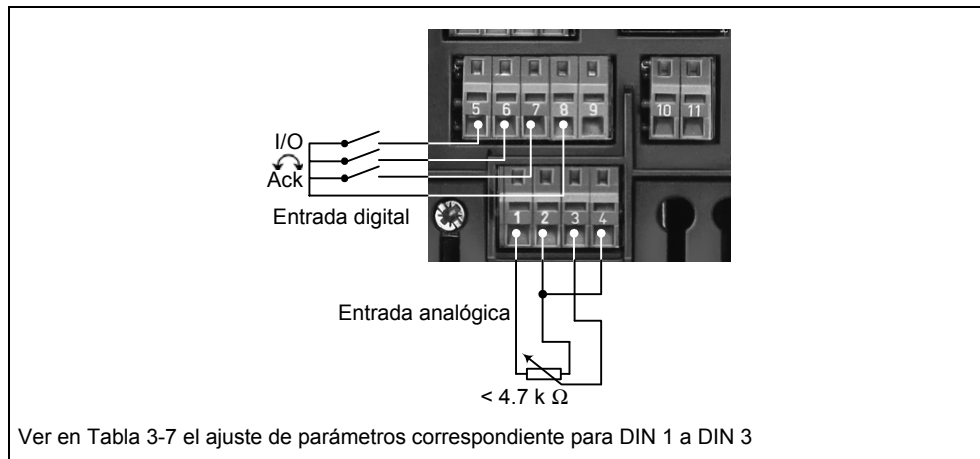 5 6 7 8 9 10 11
I/O
Ack
Entrada digital
1 2 3 4
Entrada analógica
< 4.7 k Ω
Ver en Tabla 3-7 el ajuste de parámetros correspondiente para DIN 1 a DIN 3